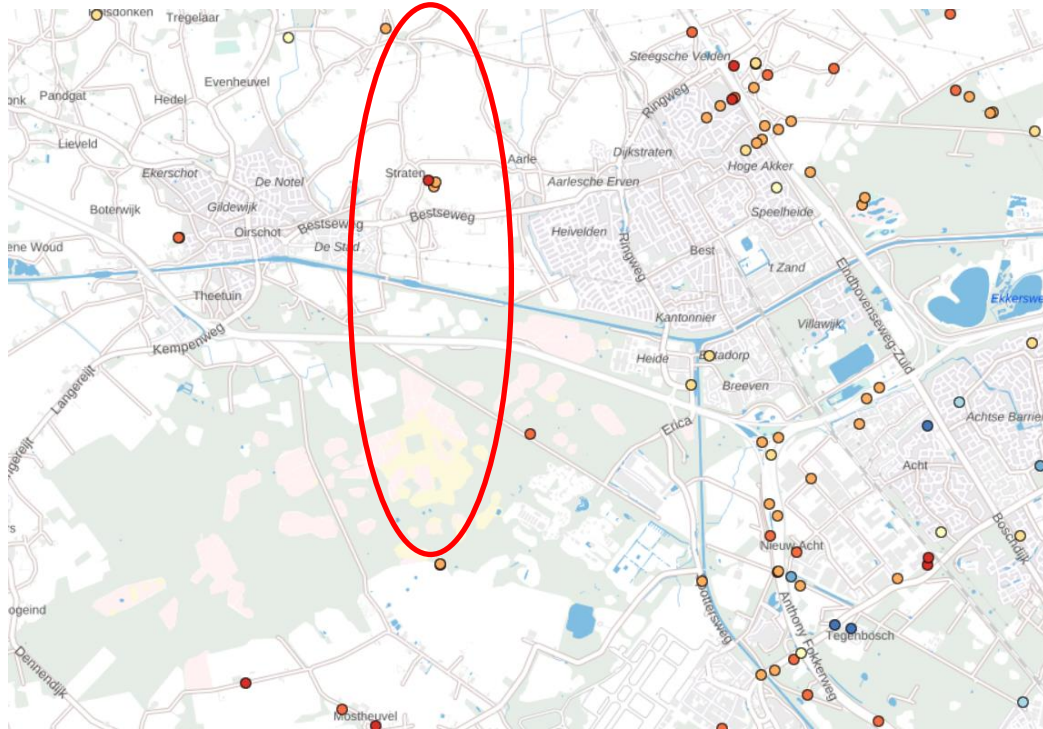 Tregelaar
Steegsche Velden
Evenheuvel
Pandgat
Hedel
Ringweg
Lieveld
Dijkstraten
Aarle
Hoge Akker
Ekerschot
De Notel
Straten
Aarlesche Erven
Gildewijk
Boterwijk
Bestseweg
Speelheide
Bestseweg
Oirschot
Heivelden
De Stad
Ringweg
Best
't Zand
Eindhovenseweg-Zuid
Theetuin
Kantonnier
Villawijk
Kempenweg
Heide
Langereijt
Breeven
Erica
Achtse Barrier
Acht
Boschdijk
Nieuw Acht
Anthony Fokkerweg
Tegenbosch
Dennendijk
Mostheuvel